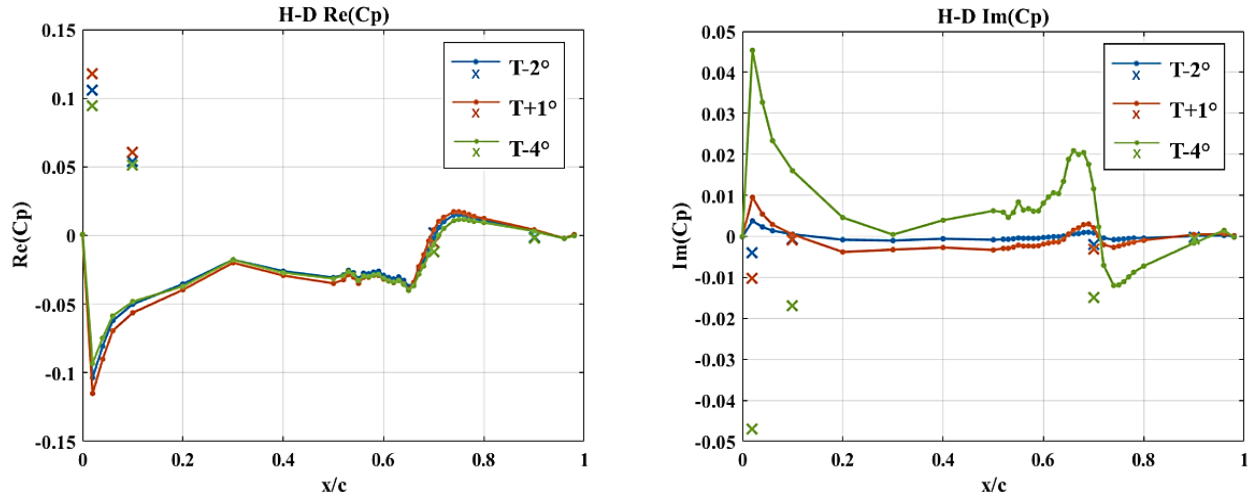 H-D Re(Cp)
0.15
0.1
0.05
0
-0.05
-0.1
-0.15
Re(Cp)
0 0.2 0.4 0.6 0.8 1
x/c
T-2°
T+1°
T-4°
H-D Im(Cp)
0.05
0.04
0.03
0.02
0.01
0
-0.01
-0.02
-0.03
-0.04
-0.05
Im(Cp)
0 0.2 0.4 0.6 0.8 1
x/c
T-2°
T+1°
T-4°